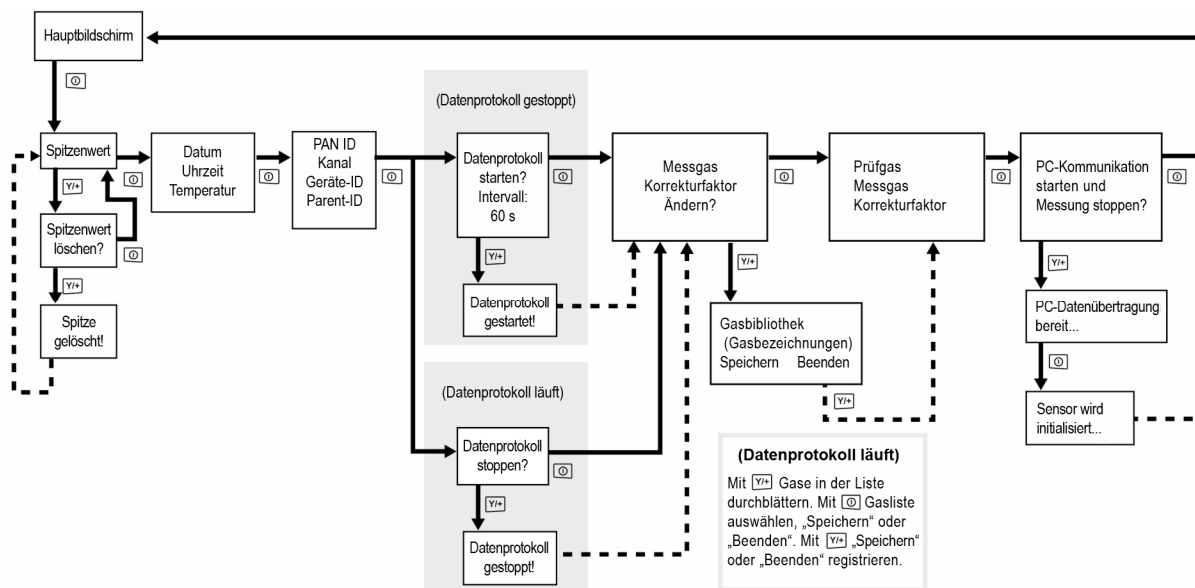 Hauptbildschirm
Spitzenwert
Y/+
Spitzenwert
löschen?
Y/+
Spitze
gelöscht!
Datum
Uhrzeit
Temperatur
PAN ID
Kanal
Geräte-ID
Parent-ID
(Datenprotokoll gestoppt)
Datenprotokoll
starten?
Intervall:
60 s
Y/+
Datenprotokoll
gestartet!
(Datenprotokoll läuft)
Datenprotokoll
stoppen?
Y/+
Datenprotokoll
gestoppt!
Messgas
Korrekturfaktor
Ändern?
Y/+
Gasbibliothek
(Gasbezeichnungen)
Speichern Beenden
Y/+
Prüfgas
Messgas
Korrekturfaktor
PC-Kommunikation
starten und
Messung stoppen?
Y/+
PC-Datenübertragung
bereit...
Sensor wird
initialisiert...
(Datenprotokoll läuft)
Mit Y/+ Gase in der Liste
durchblättern. Mit Gasliste
auswählen, „Speichern“ oder
„Beenden“. Mit Y/+ „Speichern“
oder „Beenden“ registrieren.